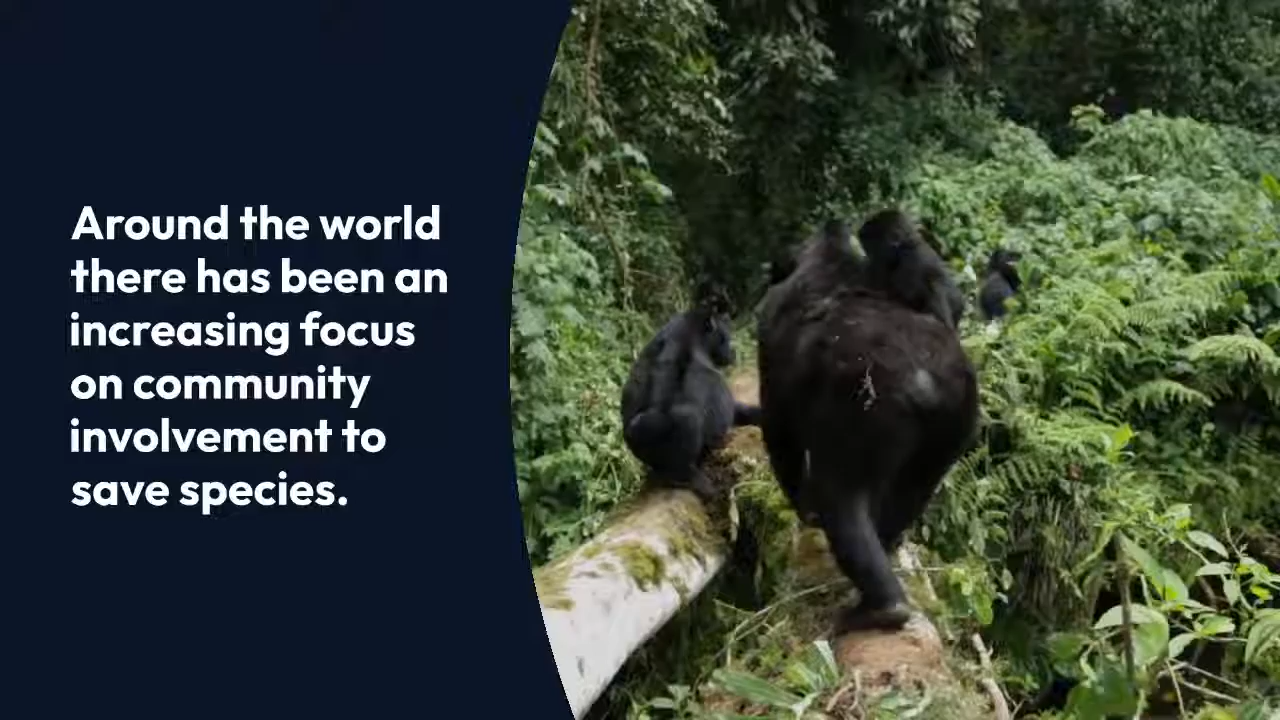 Around the world
there has been an
increasing focus
on community
involvement to
save species.